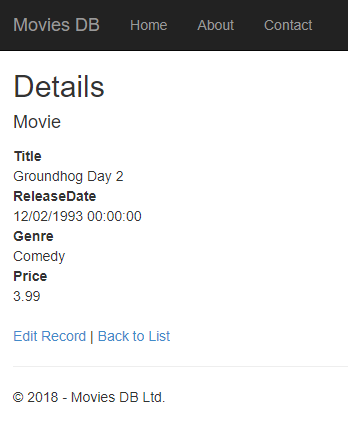 Movies DB Home About Contact
Details
Movie
Title
Groundhog Day 2
ReleaseDate
12/02/1993 00:00:00
Genre
Comedy
Price
3.99
Edit Record | Back to List
© 2018 - Movies DB Ltd.